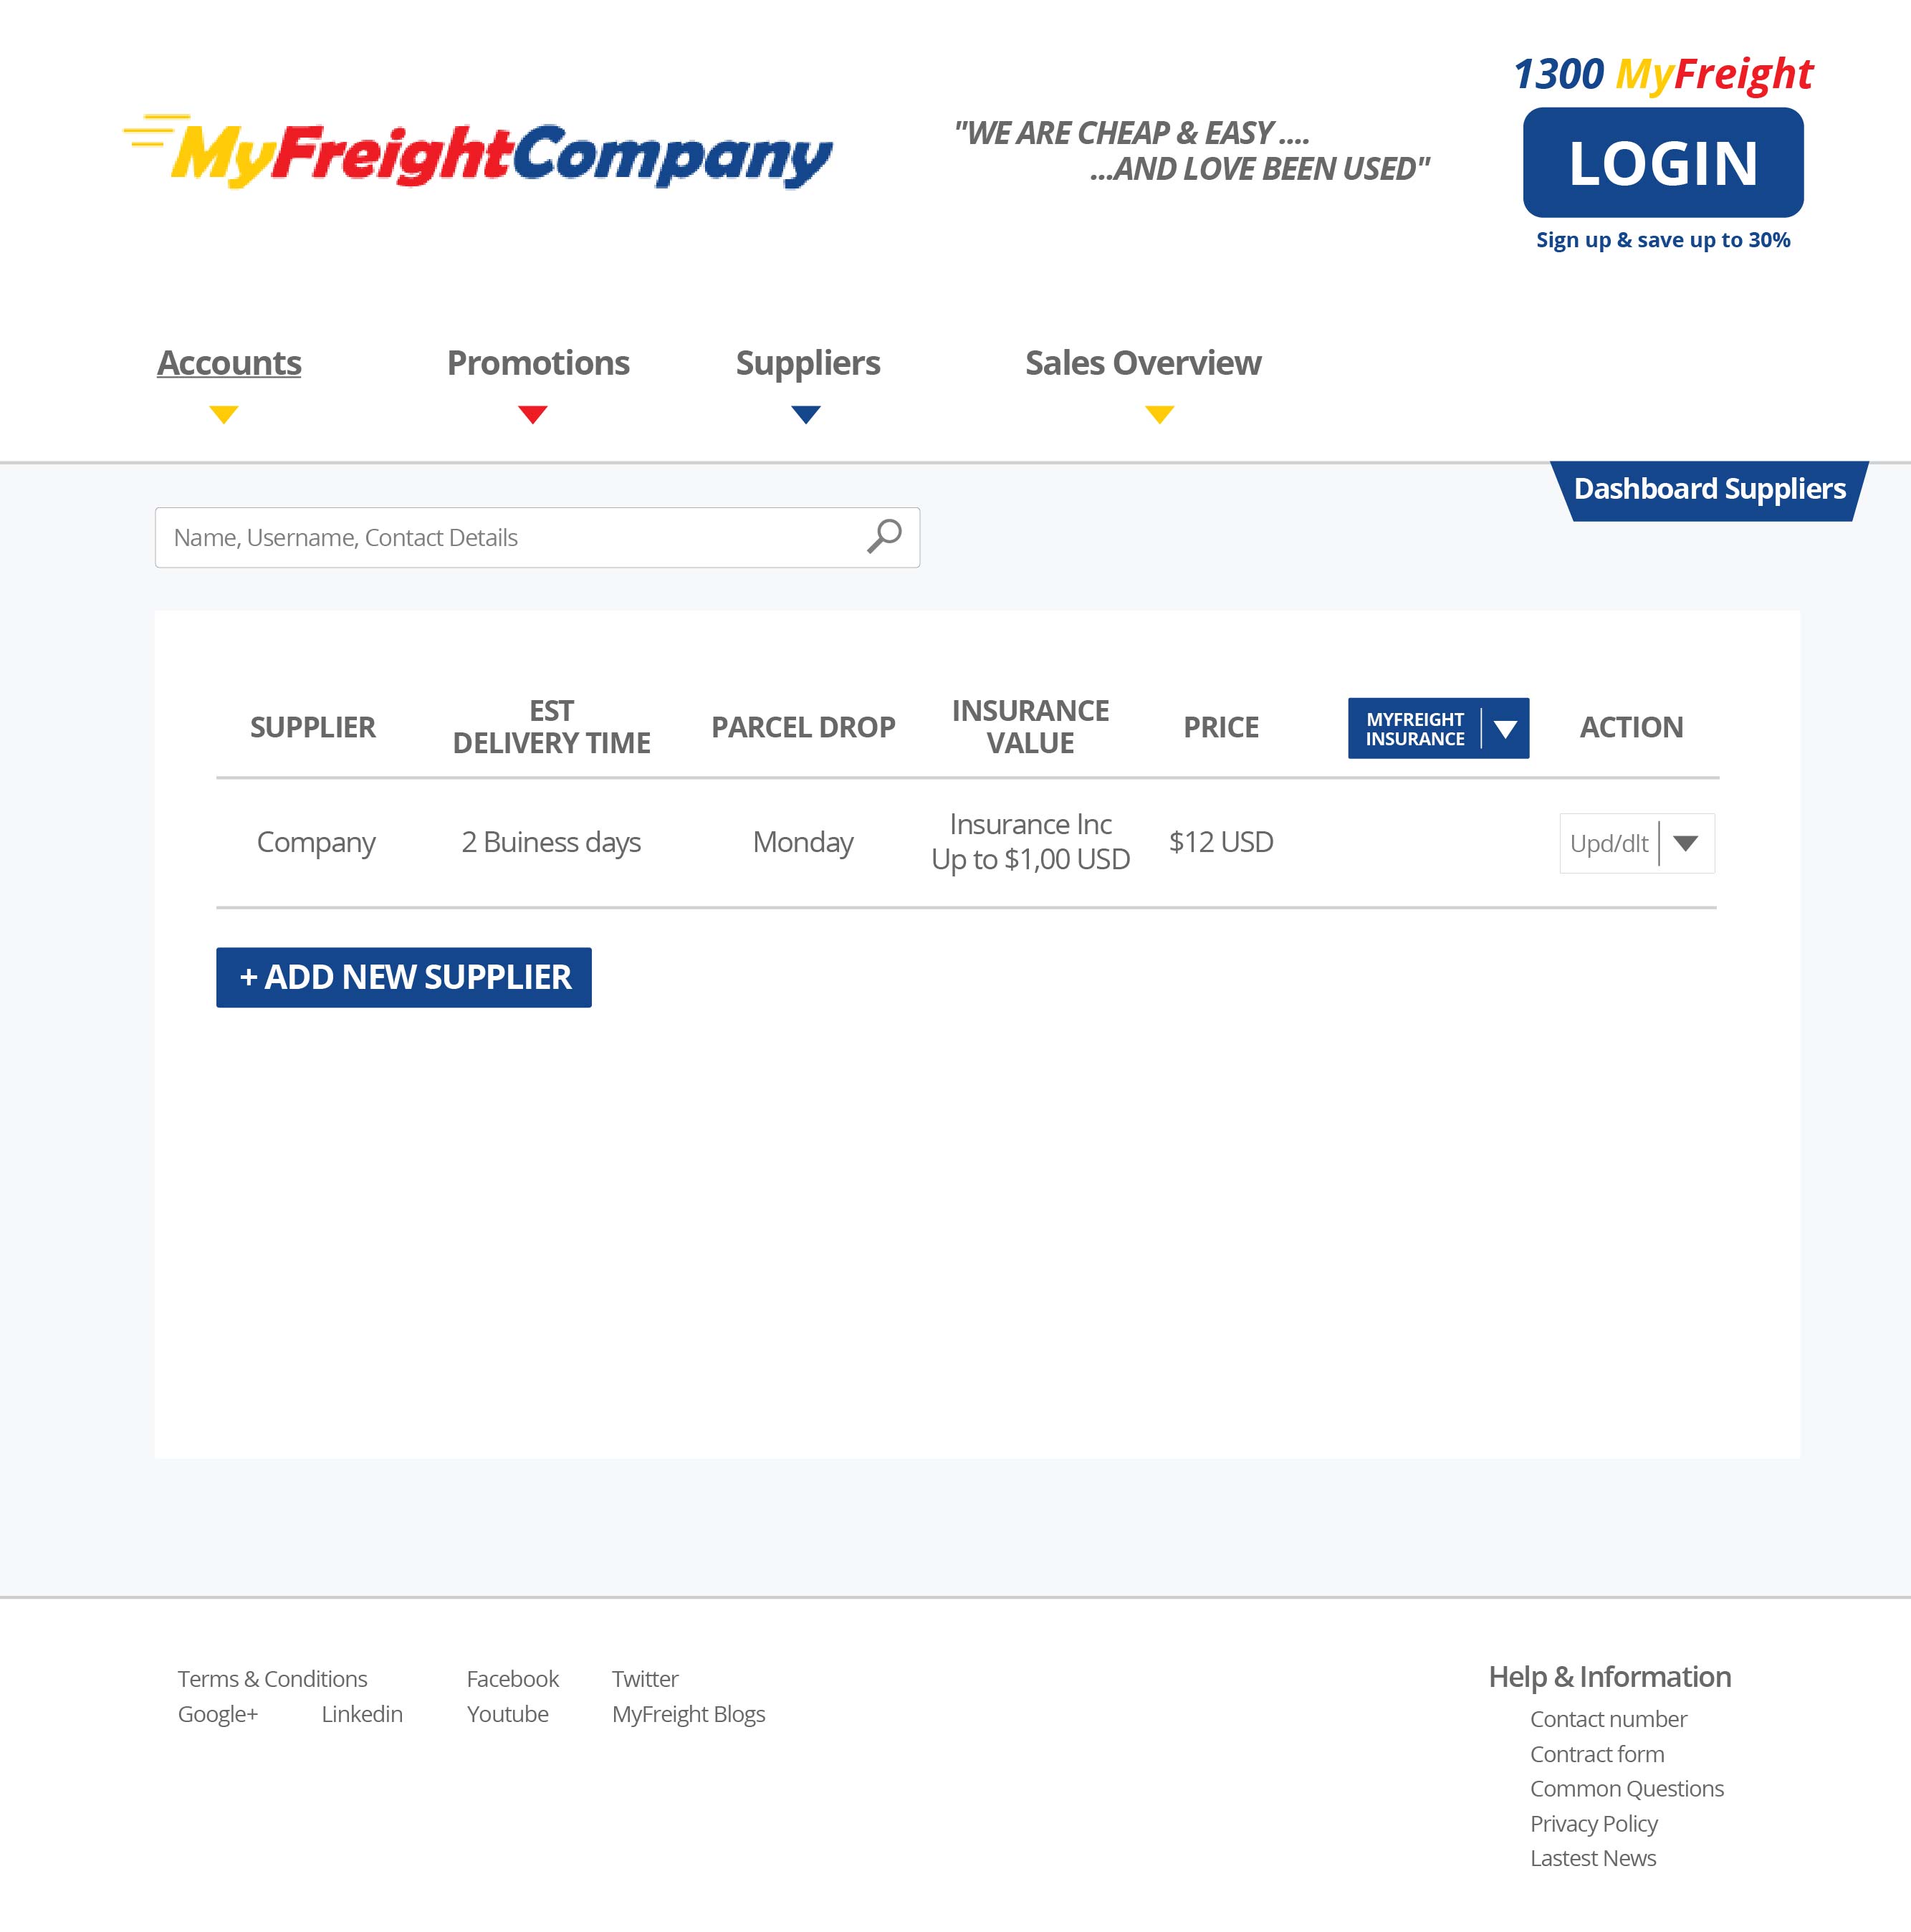 1300 MyFreight
MyFreightCompany
"WE ARE CHEAP & EASY ....
...AND LOVE BEEN USED"
LOGIN
Sign up & save up to 30%
Accounts
Promotions
Suppliers
Sales Overview
Dashboard Suppliers
Name, Username, Contact Details
SUPPLIER
EST
DELIVERY TIME
PARCEL DROP
INSURANCE
VALUE
PRICE
MYFREIGHT
INSURANCE
ACTION
Company
2 Buiness days
Monday
Insurance Inc
Up to $1,00 USD
$12 USD
Upd/dlt
+ ADD NEW SUPPLIER
Terms & Conditions
Facebook
Twitter
Google+
Linkedin
Youtube
MyFreight Blogs
Help & Information
Contact number
Contract form
Common Questions
Privacy Policy
Lastest News